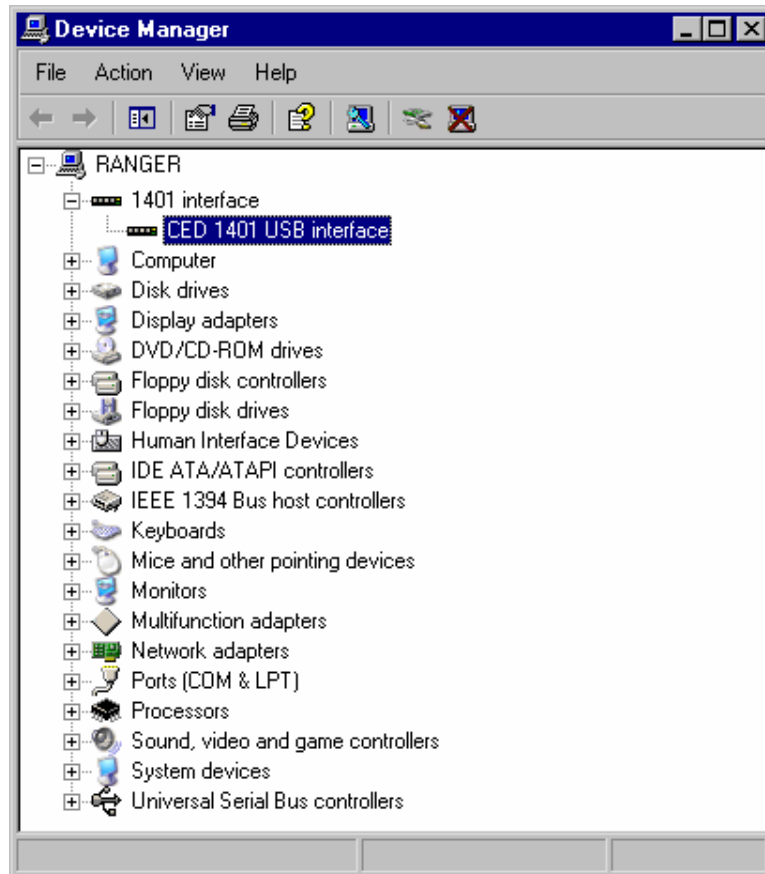 Device Manager
File Action View Help
RANGER
1401 interface
CED 1401 USB interface
Computer
Disk drives
Display adapters
DVD/CD-ROM drives
Floppy disk controllers
Floppy disk drives
Human Interface Devices
IDE ATA/ATAPI controllers
IEEE 1394 Bus host controllers
Keyboards
Mice and other pointing devices
Monitors
Multifunction adapters
Network adapters
Ports (COM & LPT)
Processors
Sound, video and game controllers
System devices
Universal Serial Bus controllers